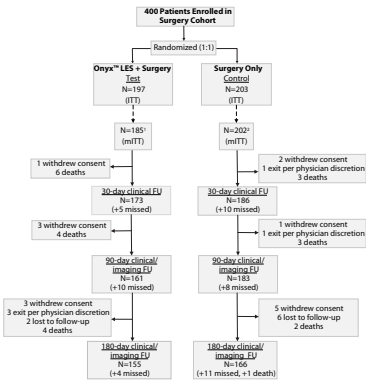 400 Patients Enrolled in
Surgery Cohort
Randomized (1:1)
Onyx™ LES + Surgery
Test
N=197
(ITT)
Surgery Only
Control
N=203
(ITT)
N=185¹
(mITT)
N=202²
(mITT)
1 withdrew consent
6 deaths
2 withdrew consent
1 exit per physician discretion
3 deaths
30-day clinical FU
N=173
(+5 missed)
30-day clinical FU
N=186
(+10 missed)
3 withdrew consent
4 deaths
1 withdrew consent
1 exit per physician discretion
3 deaths
90-day clinical/
imaging FU
N=161
(+10 missed)
90-day clinical/
imaging FU
N=183
(+8 missed)
3 withdrew consent
3 exit per physician discretion
2 lost to follow-up
4 deaths
5 withdrew consent
6 lost to follow-up
2 deaths
180-day clinical/
imaging FU
N=155
(+4 missed)
180-day clinical/
imaging FU
N=166
(+11 missed, +1 death)